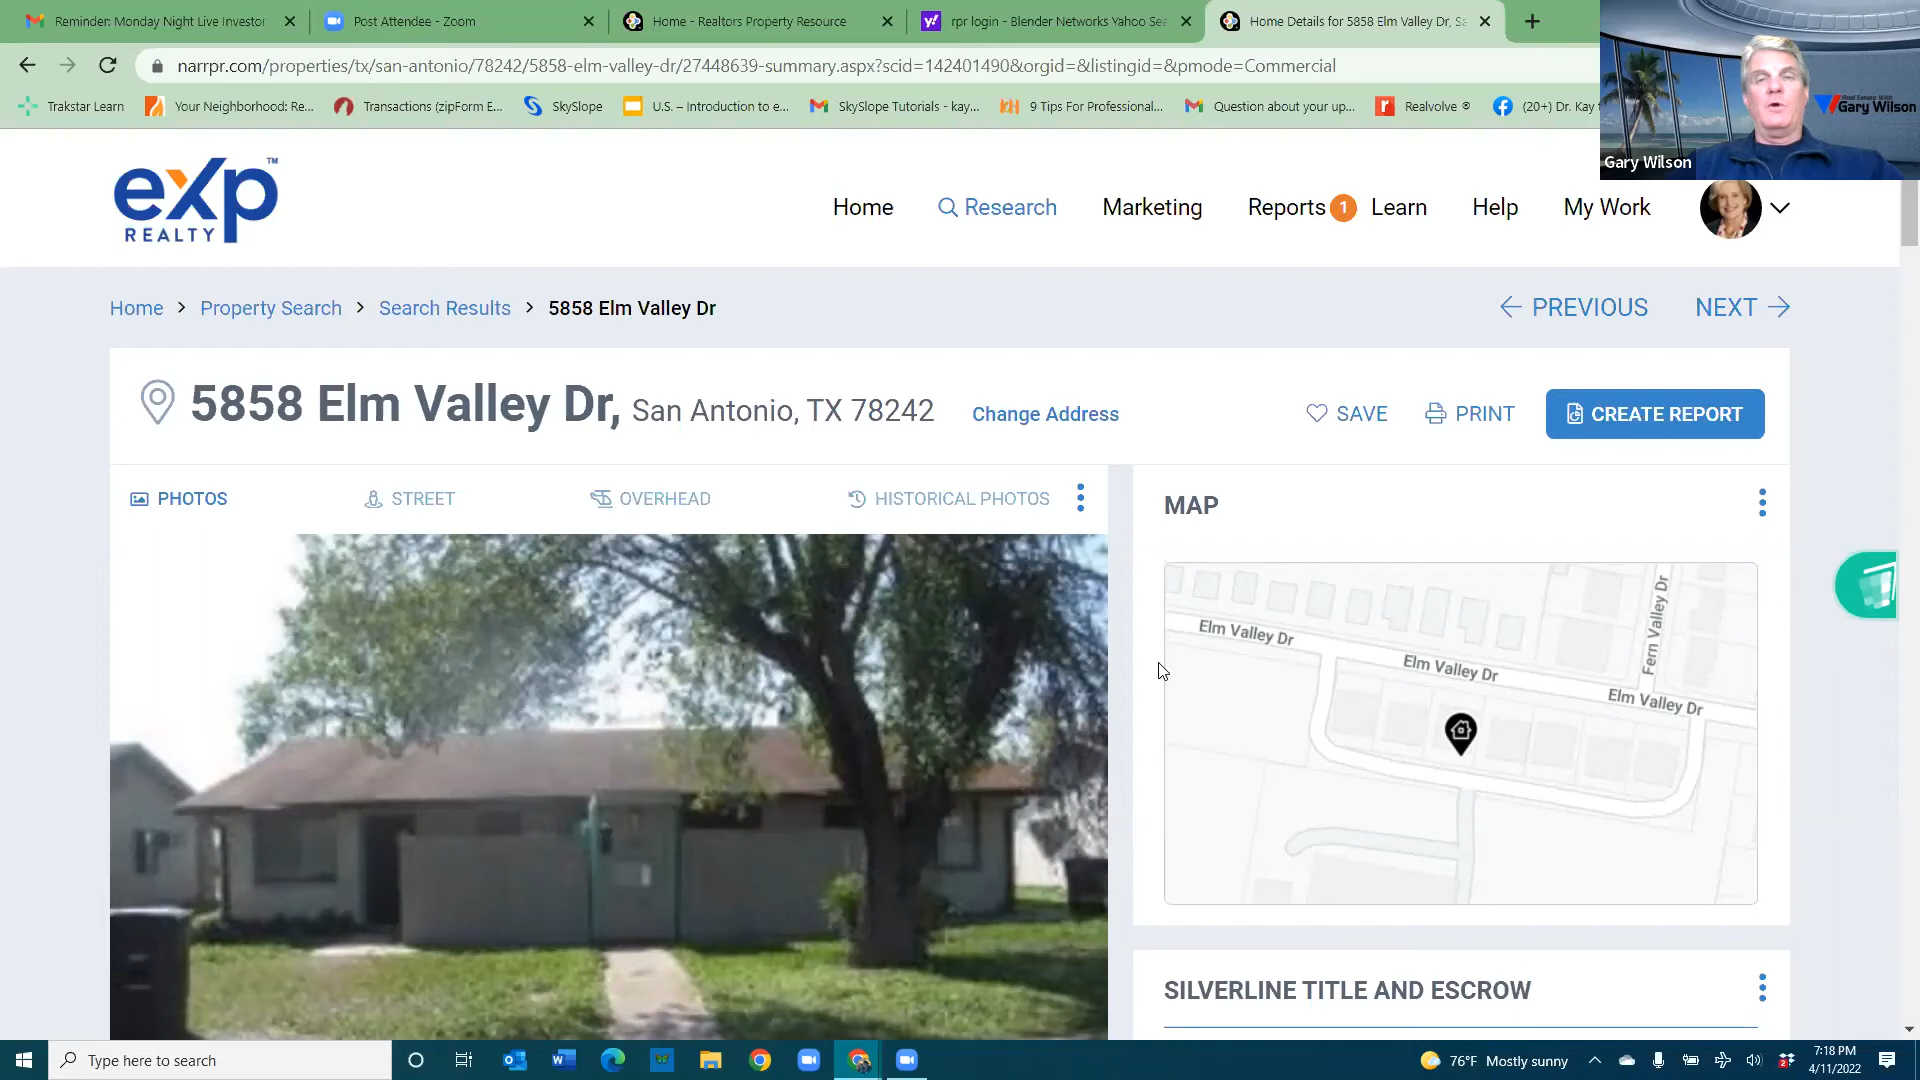 Reminder: Monday Night Live Investor
Post Attendee - Zoom
Home - Realtors Property Resource
rpr login - Blender Networks Yahoo Sea
Home Details for 5858 Elm Valley Dr, Sa
narrpr.com/properties/tx/san-antonio/78242/5858-elm-valley-dr/27448639-summary.aspx?scid=142401490&orgid=&listingid=&pmode=Commercial
Trakstar Learn
Your Neighborhood: Re...
Transactions (zipForm E...
SkySlope
U.S. – Introduction to e...
SkySlope Tutorials - kay...
9 Tips For Professional...
Question about your up...
Realvolve ®
(20+) Dr. Kay
Real Estate With
Gary Wilson
Gary Wilson
eXp™
REALTY
Home
Research
Marketing
Reports 1
Learn
Help
My Work
Home > Property Search > Search Results > 5858 Elm Valley Dr
PREVIOUS
NEXT
5858 Elm Valley Dr, San Antonio, TX 78242
Change Address
SAVE
PRINT
CREATE REPORT
PHOTOS
STREET
OVERHEAD
HISTORICAL PHOTOS
MAP
Elm Valley Dr
Elm Valley Dr
Elm Valley Dr
Fern Valley Dr
SILVERLINE TITLE AND ESCROW
Type here to search
76°F Mostly sunny
7:18 PM
4/11/2022